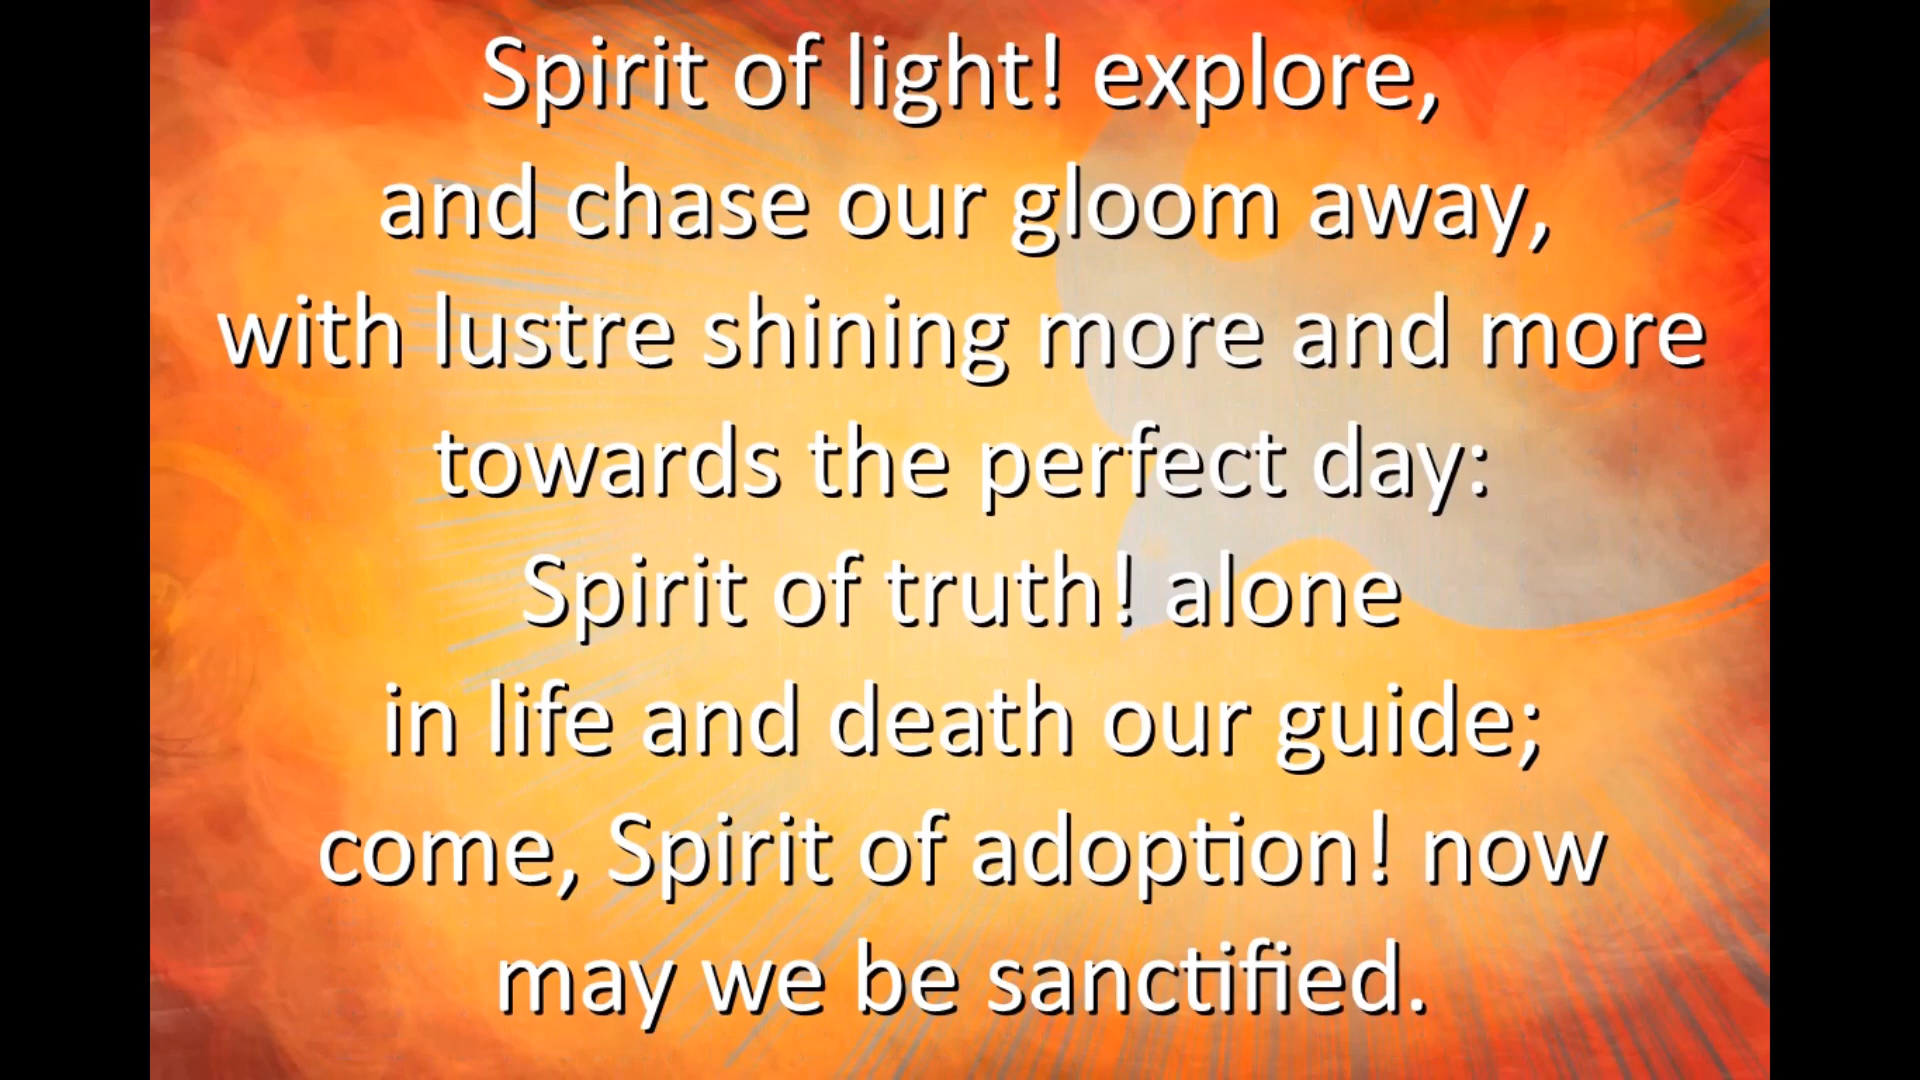 Spirit of light! explore,
and chase our gloom away,
with lustre shining more and more
towards the perfect day:
Spirit of truth! alone
in life and death our guide;
come, Spirit of adoption! now
may we be sanctified.